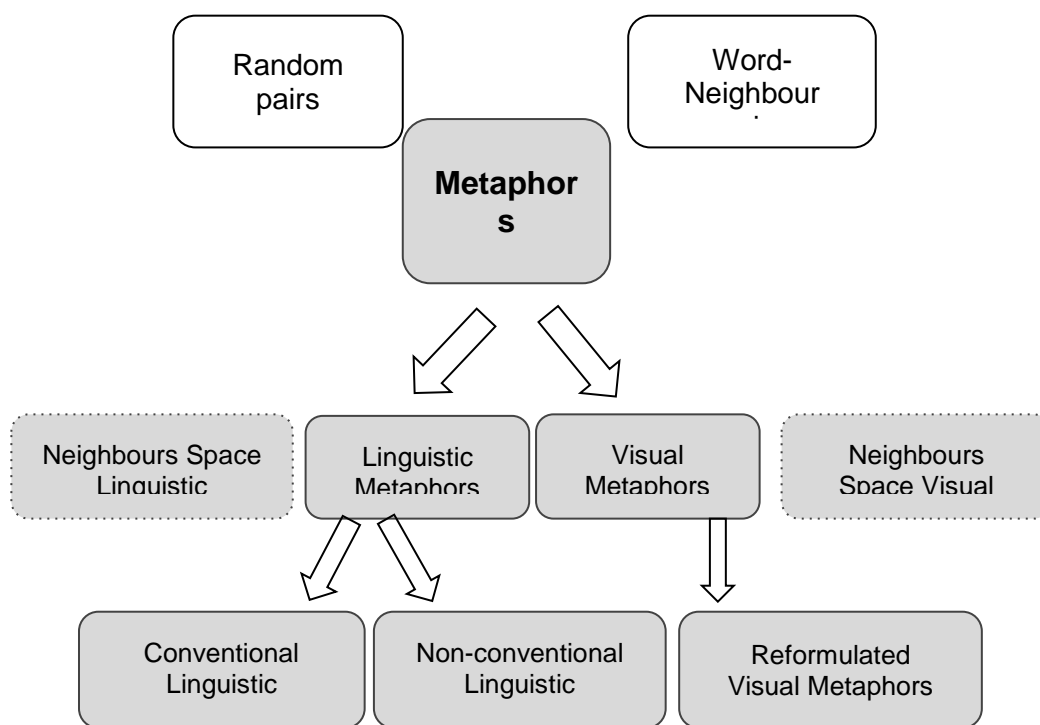 Random
pairs
Word-
Neighbour
Metaphor
s
Neighbours Space
Linguistic
Linguistic
Metaphors
Visual
Metaphors
Neighbours
Space Visual
Conventional
Linguistic
Non-conventional
Linguistic
Reformulated
Visual Metaphors